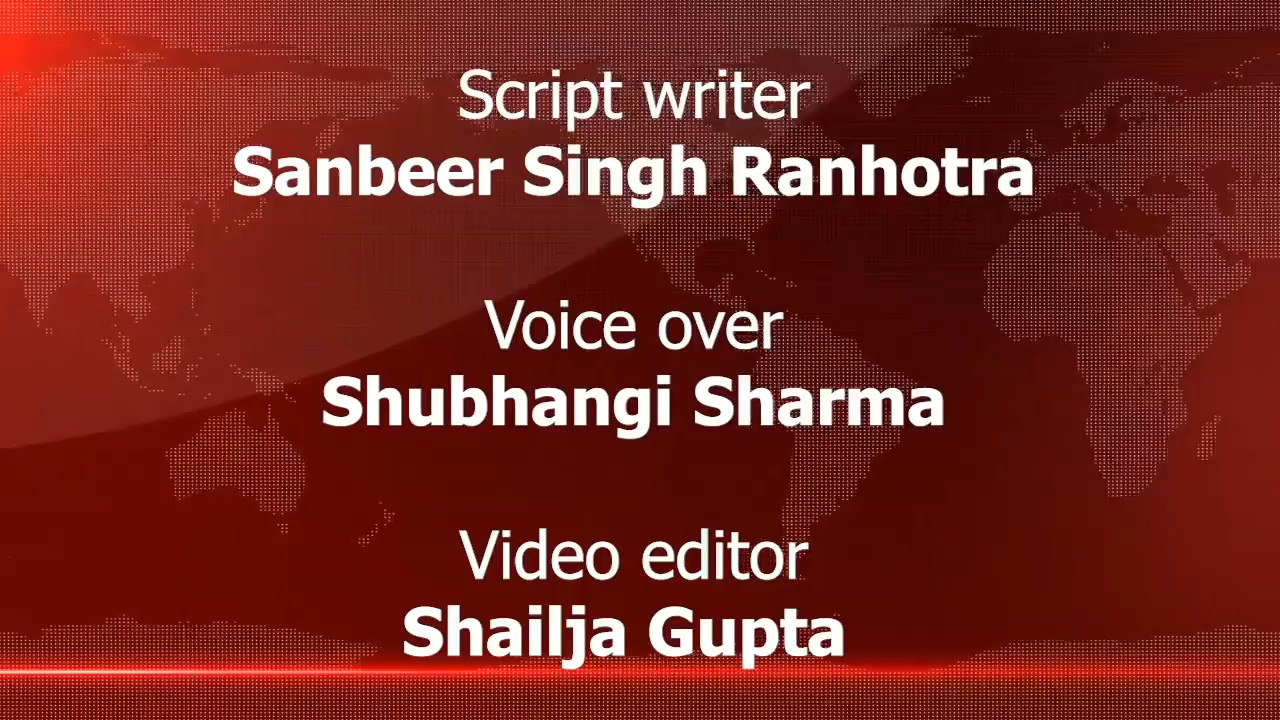 Script writer
Sanbeer Singh Ranhotra
Voice over
Shubhangi Sharma
Video editor
Shailja Gupta